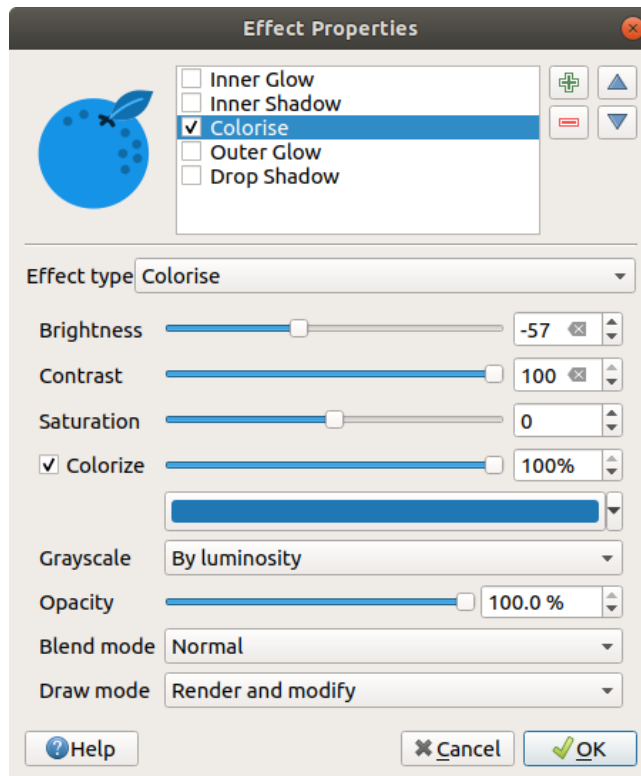 Effect Properties
Inner Glow
Inner Shadow
Colorise
Outer Glow
Drop Shadow
Effect type Colorise
Brightness -57
Contrast 100
Saturation 0
Colorize 100%
Grayscale By luminosity
Opacity 100.0 %
Blend mode Normal
Draw mode Render and modify
Help Cancel OK